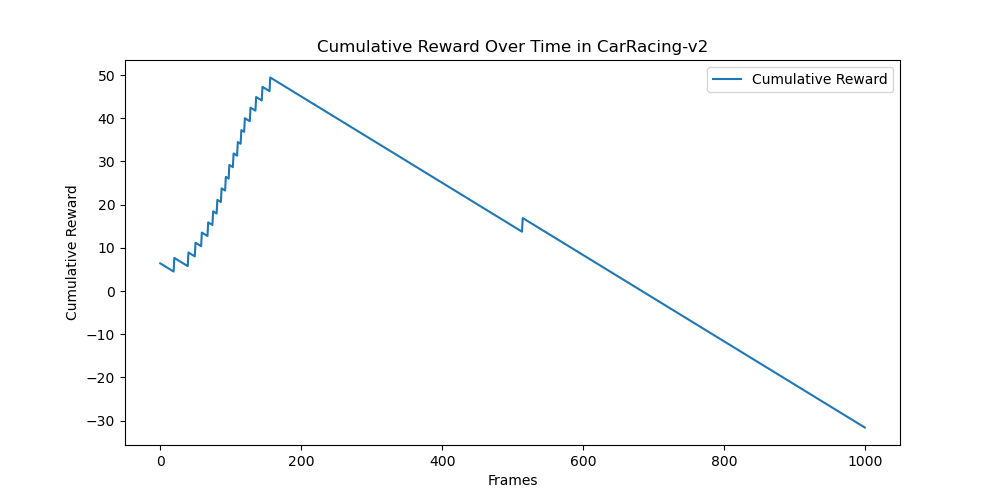 Cumulative Reward Over Time in CarRacing-v2
Cumulative Reward
50
40
30
20
10
0
−10
−20
−30
Cumulative Reward
0 200 400 600 800 1000
Frames